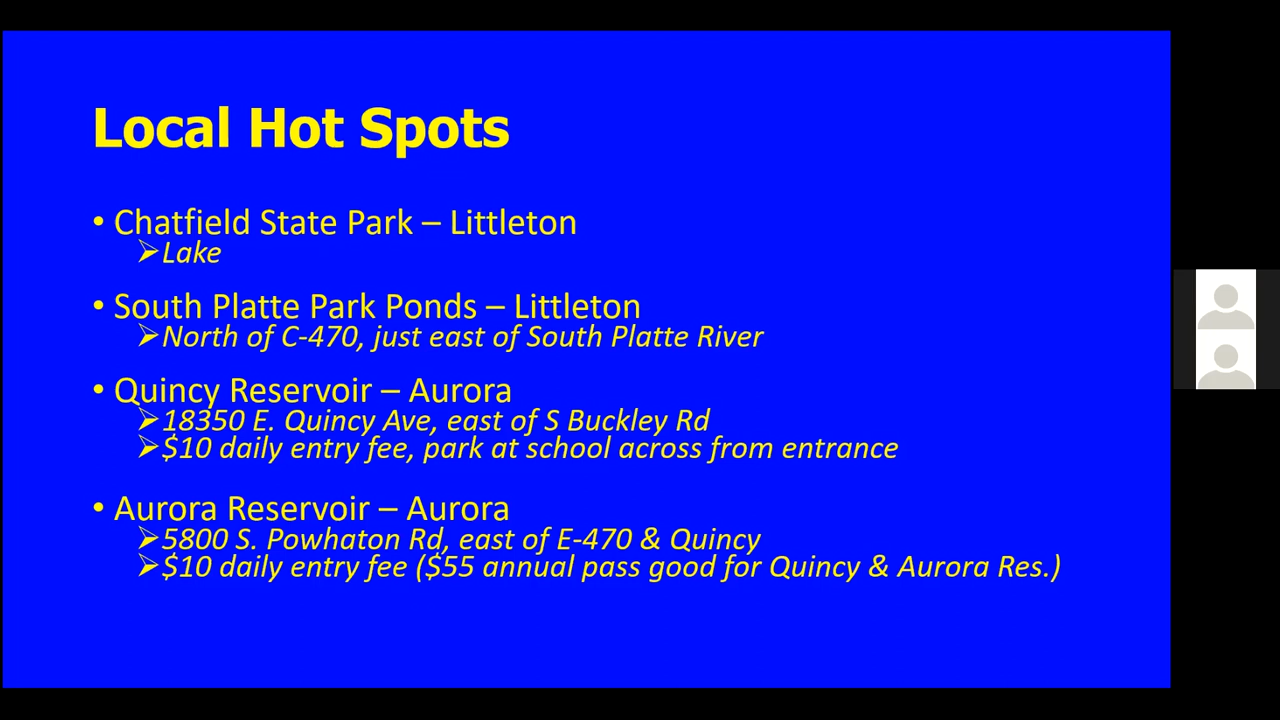 Local Hot Spots
• Chatfield State Park – Littleton
➢Lake
• South Platte Park Ponds – Littleton
➢North of C-470, just east of South Platte River
• Quincy Reservoir – Aurora
➢18350 E. Quincy Ave, east of S Buckley Rd
➢$10 daily entry fee, park at school across from entrance
• Aurora Reservoir – Aurora
➢5800 S. Powhaton Rd, east of E-470 & Quincy
➢$10 daily entry fee ($55 annual pass good for Quincy & Aurora Res.)